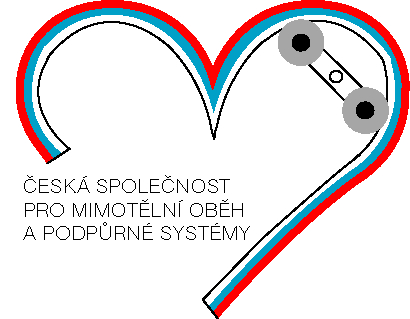 ČESKÁ SPOLEČNOST
PRO MIMOTĚLNÍ OBĚH
A PODPŮRNÉ SYSTÉMY